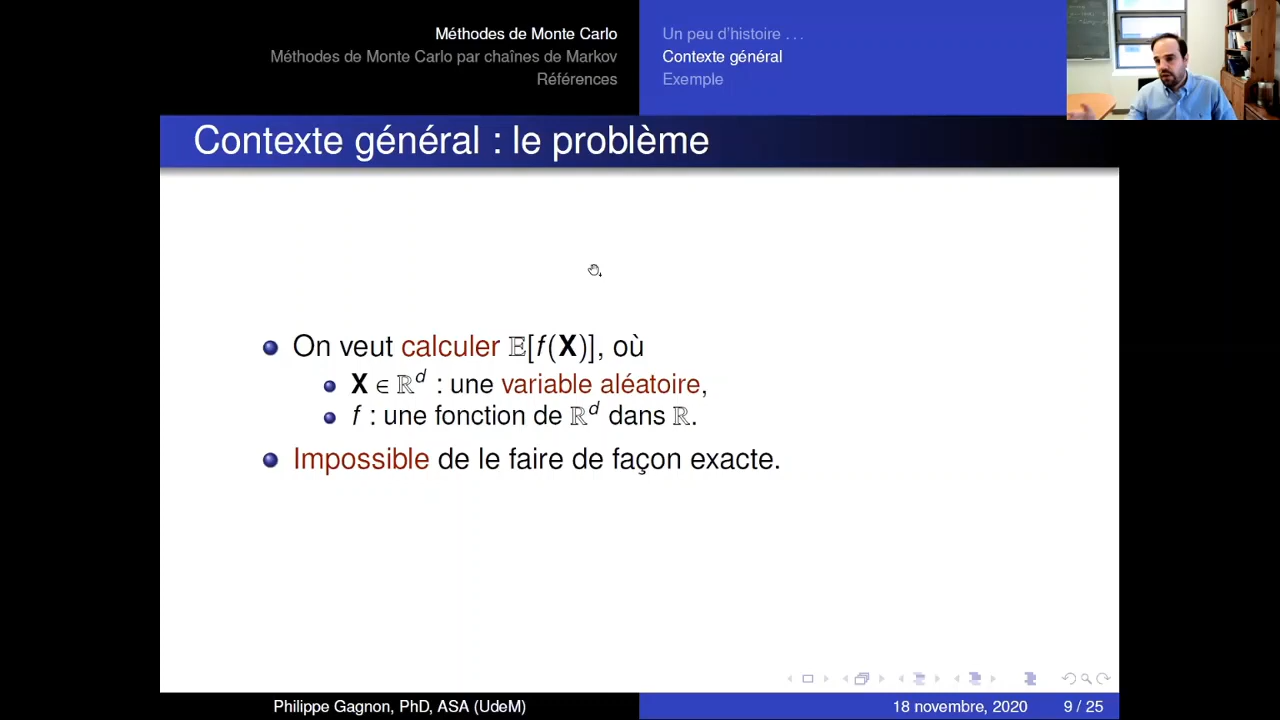 Méthodes de Monte Carlo
Méthodes de Monte Carlo par chaînes de Markov
Références
Un peu d'histoire . . .
Contexte général
Exemple
Contexte général : le problème
On veut calculer 𝔼[f(X)], où
X ∈ ℝᵈ : une variable aléatoire,
f : une fonction de ℝᵈ dans ℝ.
Impossible de le faire de façon exacte.
Philippe Gagnon, PhD, ASA (UdeM)
18 novembre, 2020
9 / 25